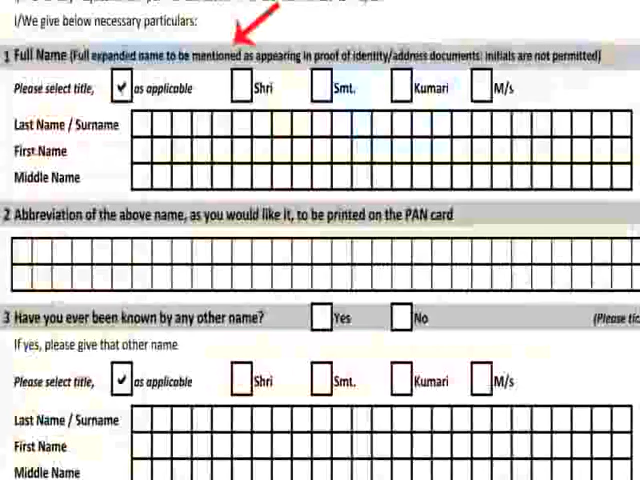 I/We give below necessary particulars:
1 Full Name (Full expanded name to be mentioned as appearing in proof of identity/address documents: initials are not permitted)
Please select title, ✓ as applicable Shri Smt. Kumari M/s
Last Name / Surname
First Name
Middle Name
2 Abbreviation of the above name, as you would like it, to be printed on the PAN card
3 Have you ever been known by any other name? Yes No (Please tic
If yes, please give that other name
Please select title, ✓ as applicable Shri Smt. Kumari M/s
Last Name / Surname
First Name
Middle Name